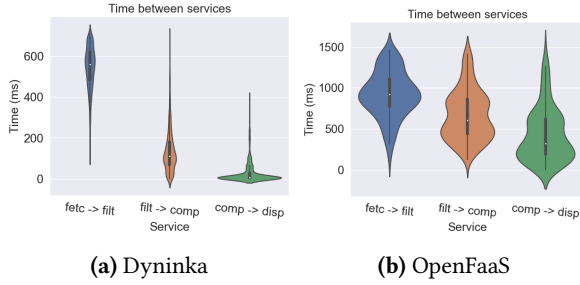 Time between services
Time (ms)
600
400
200
0
fetc -> filt
filt -> comp
comp -> disp
Service
(a) Dyninka
Time between services
Time (ms)
1500
1000
500
0
fetc -> filt
filt -> comp
comp -> disp
Service
(b) OpenFaaS